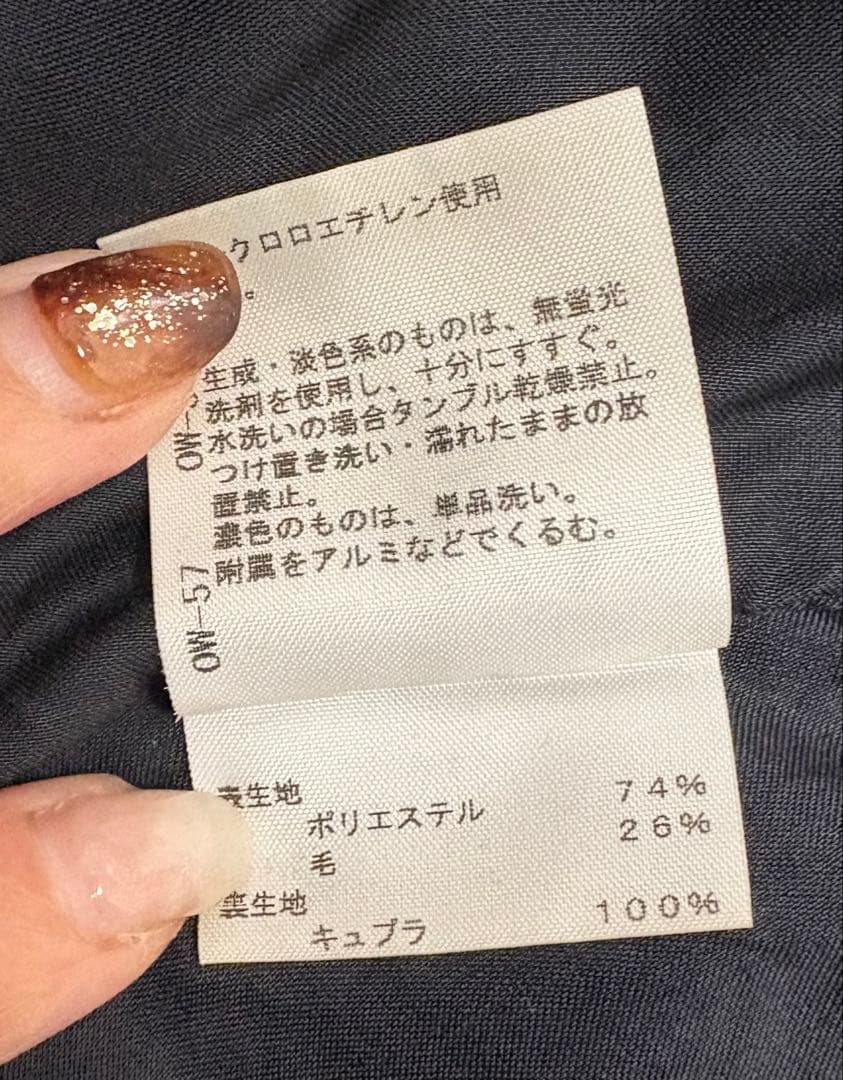 クロロエチレン使用
。
生成・淡色系のものは、無蛍光
洗剤を使用し、十分にすすぐ。
水洗いの場合タンブル乾燥禁止。
つけ置き洗い・濡れたままの放
置禁止。
濃色のものは、単品洗い。
附属をアルミなどでくるむ。
OW-57
表生地
ポリエステル 74%
毛 26%
裏生地
キュプラ 100%